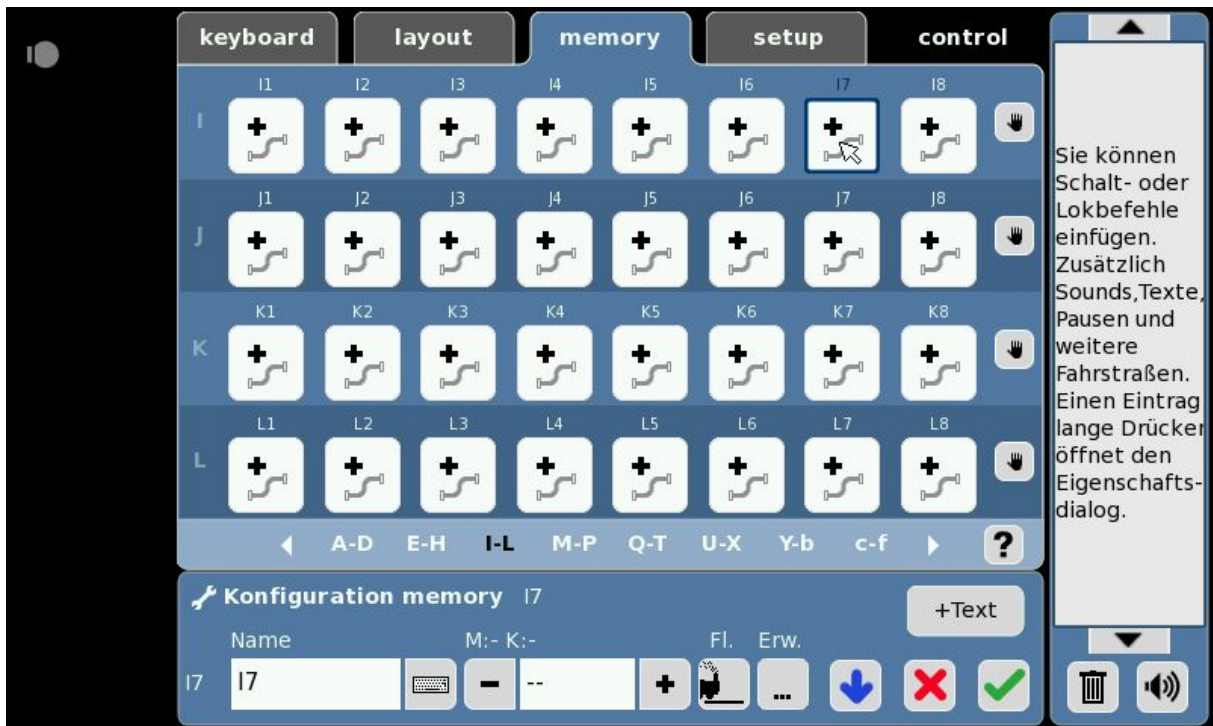 keyboard layout memory setup control
I1 I2 I3 I4 I5 I6 I7 I8
I
J1 J2 J3 J4 J5 J6 J7 J8
J
K1 K2 K3 K4 K5 K6 K7 K8
K
L1 L2 L3 L4 L5 L6 L7 L8
L
A-D E-H I-L M-P Q-T U-X Y-b c-f ?
Konfiguration memory I7
+Text
Name M:- K:- Fl. Erw.
I7 I7 -- ...
Sie können
Schalt- oder
Lokbefehle
einfügen.
Zusätzlich
Sounds,Texte,
Pausen und
weitere
Fahrstraßen.
Einen Eintrag
lange Drücker
öffnet den
Eigenschafts-
dialog.